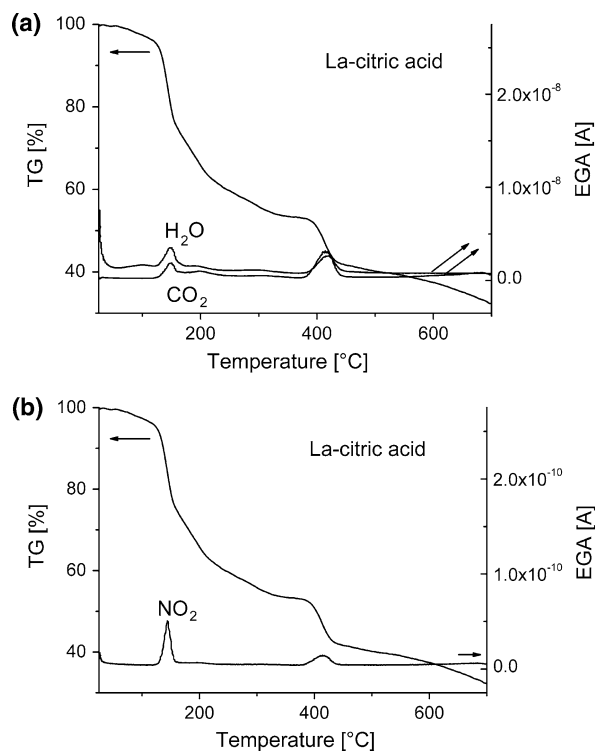 (a)
La-citric acid
TG [%]
100
80
60
40
2.0x10⁻⁸
1.0x10⁻⁸
0.0
EGA [A]
H₂O
CO₂
200
400
600
Temperature [°C]
(b)
La-citric acid
TG [%]
100
80
60
40
2.0x10⁻¹⁰
1.0x10⁻¹⁰
0.0
EGA [A]
NO₂
200
400
600
Temperature [°C]